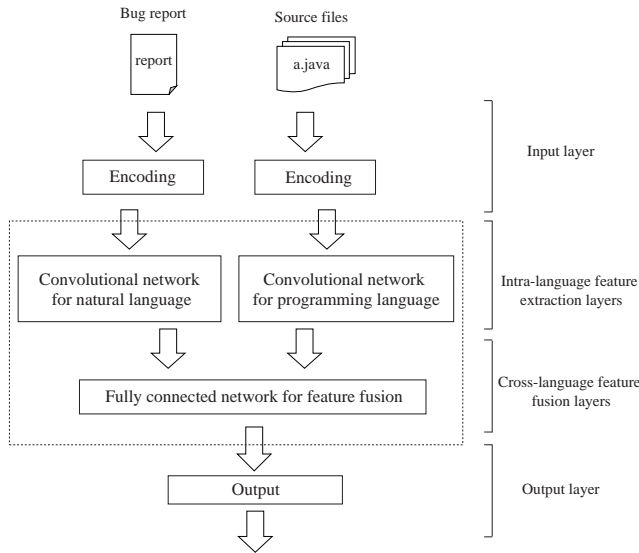 Bug report
Source files
report
a.java
Input layer
Encoding
Encoding
Convolutional network
for natural language
Convolutional network
for programming language
Intra-language feature
extraction layers
Cross-language feature
fusion layers
Fully connected network for feature fusion
Output
Output layer